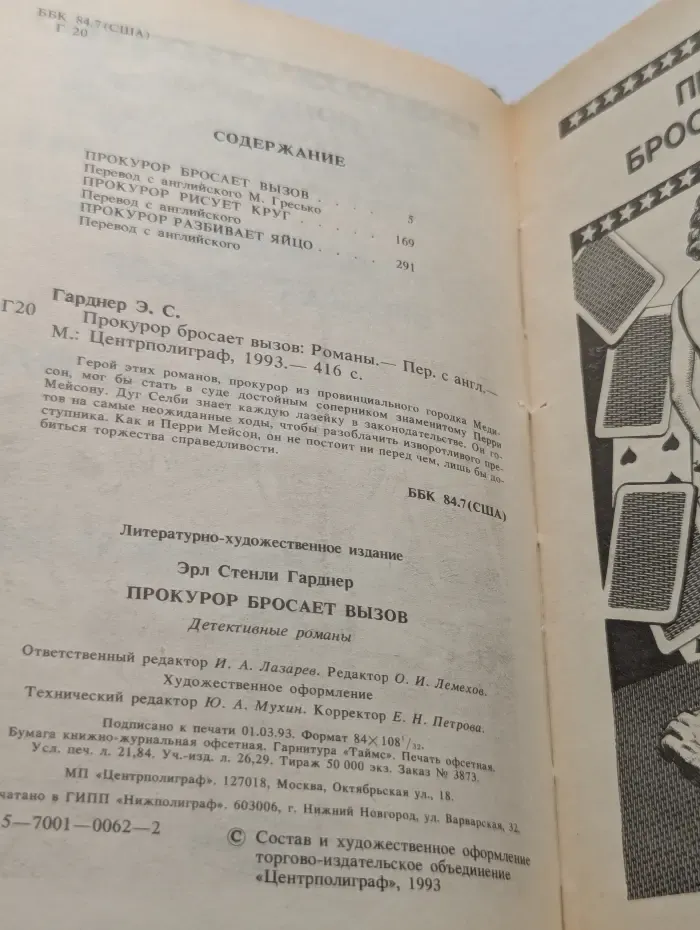 ББК 84.7(США)
Г 20
СОДЕРЖАНИЕ
ПРОКУРОР БРОСАЕТ ВЫЗОВ . . . . 5
Перевод с английского М. Гресько
ПРОКУРОР РИСУЕТ КРУГ . . . . . 169
Перевод с английского
ПРОКУРОР РАЗБИВАЕТ ЯЙЦО . . . . 291
Перевод с английского
Гарднер Э. С.
Г20 Прокурор бросает вызов: Романы.— Пер. с англ.—
М.: Центрполиграф, 1993.— 416 с.
Герой этих романов, прокурор из провинциального городка Меди-
сон, мог бы стать в суде достойным соперником знаменитому Перри
Мейсону. Дуг Селби знает каждую лазейку в законодательстве. Он го-
тов на самые неожиданные ходы, чтобы разоблачить изворотливого пре-
ступника. Как и Перри Мейсон, он не постоит ни перед чем, лишь бы до-
биться торжества справедливости.
ББК 84.7(США)
Литературно-художественное издание
Эрл Стенли Гарднер
ПРОКУРОР БРОСАЕТ ВЫЗОВ
Детективные романы
Ответственный редактор И. А. Лазарев. Редактор О. И. Лемехов.
Художественное оформление
Технический редактор Ю. А. Мухин. Корректор Е. Н. Петрова.
Подписано к печати 01.03.93. Формат 84×108¹/₃₂.
Бумага книжно-журнальная офсетная. Гарнитура «Таймс». Печать офсетная.
Усл. печ. л. 21,84. Уч.-изд. л. 26,29. Тираж 50 000 экз. Заказ № 3873.
МП «Центрполиграф». 127018, Москва, Октябрьская ул., 18.
чатано в ГИПП «Нижполиграф». 603006, г. Нижний Новгород, ул. Варварская, 32.
5—7001—0062—2
© Состав и художественное оформление
торгово-издательское объединение
«Центрполиграф», 1993
П
БРОС